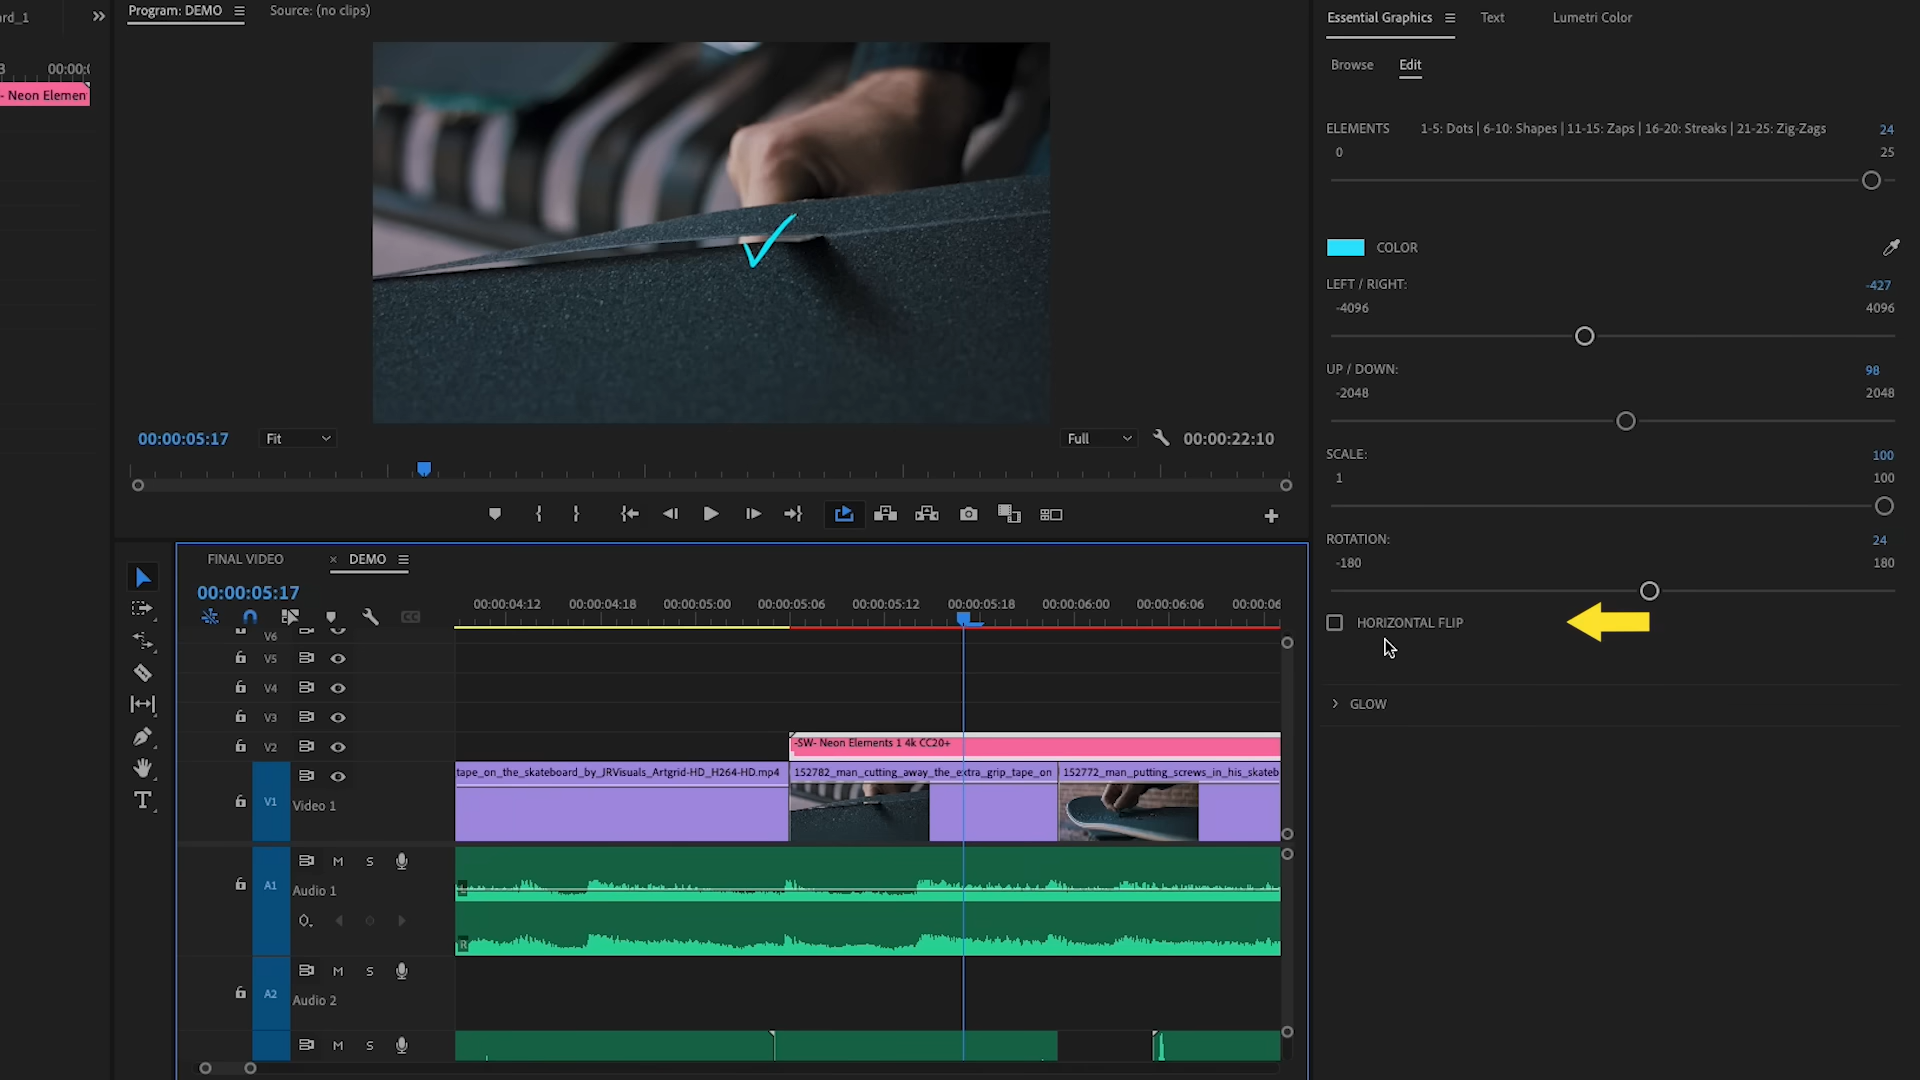 ard_1
Program: DEMO
Source: (no clips)
Essential Graphics
Text
Lumetri Color
Browse
Edit
3 00:00:(
- Neon Elemen
ELEMENTS 1-5: Dots | 6-10: Shapes | 11-15: Zaps | 16-20: Streaks | 21-25: Zig-Zags 24
0 25
COLOR
LEFT / RIGHT: -427
-4096 4096
UP / DOWN: 98
-2048 2048
SCALE: 100
1 100
ROTATION: 24
-180 180
HORIZONTAL FLIP
GLOW
00:00:05:17 Fit Full 00:00:22:10
FINAL VIDEO × DEMO
00:00:05:17
00:00:04:12 00:00:04:18 00:00:05:00 00:00:05:06 00:00:05:12 00:00:05:18 00:00:06:00 00:00:06:06 00:00:06
CC
V6
V5
V4
V3
V2 -SW- Neon Elements 1 4k CC20+
tape_on_the_skateboard_by_JRVisuals_Artgrid-HD_H264-HD.mp4 152782_man_cutting_away_the_extra_grip_tape_on 152772_man_putting_screws_in_his_skateb
V1 Video 1
M S
A1 Audio 1
L
R
M S
A2 Audio 2
M S